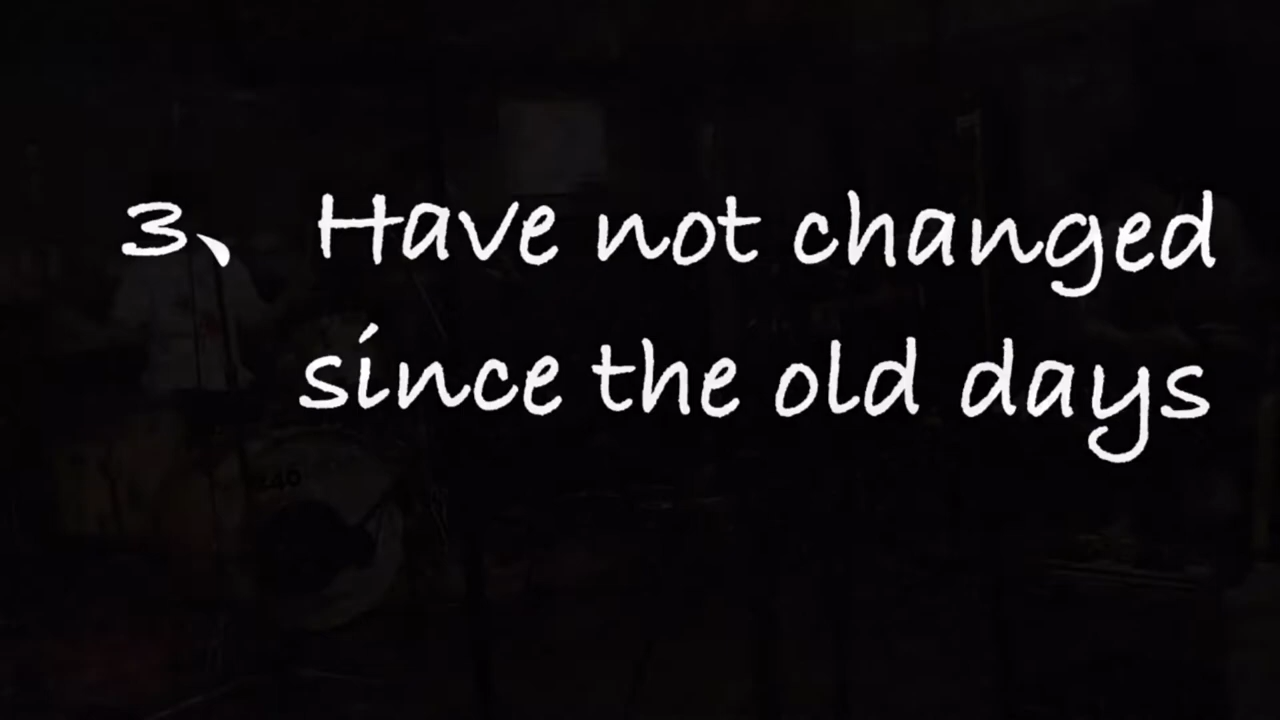 3、 Have not changed
since the old days